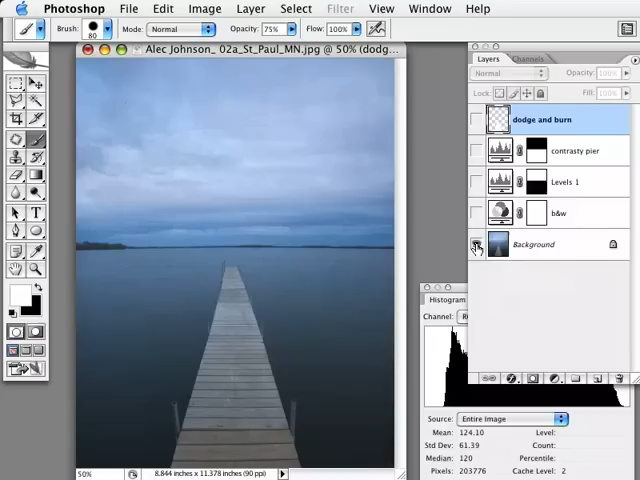 Photoshop File Edit Image Layer Select Filter View Window Help
Brush: 80 Mode: Normal Opacity: 75% Flow: 100%
Alec Johnson_ 02a_St_Paul_MN.jpg @ 50% (dodg...
Layers Channels
Normal Opacity: 100%
Lock: Fill: 100%
dodge and burn
contrasty pier
Levels 1
b&w
Background
Histogram
Channel:
Source: Entire Image
Mean: 124.10 Level:
Std Dev: 61.39 Count:
Median: 120 Percentile:
Pixels: 203776 Cache Level: 2
50% 8.844 inches x 11.378 inches (90 ppi)